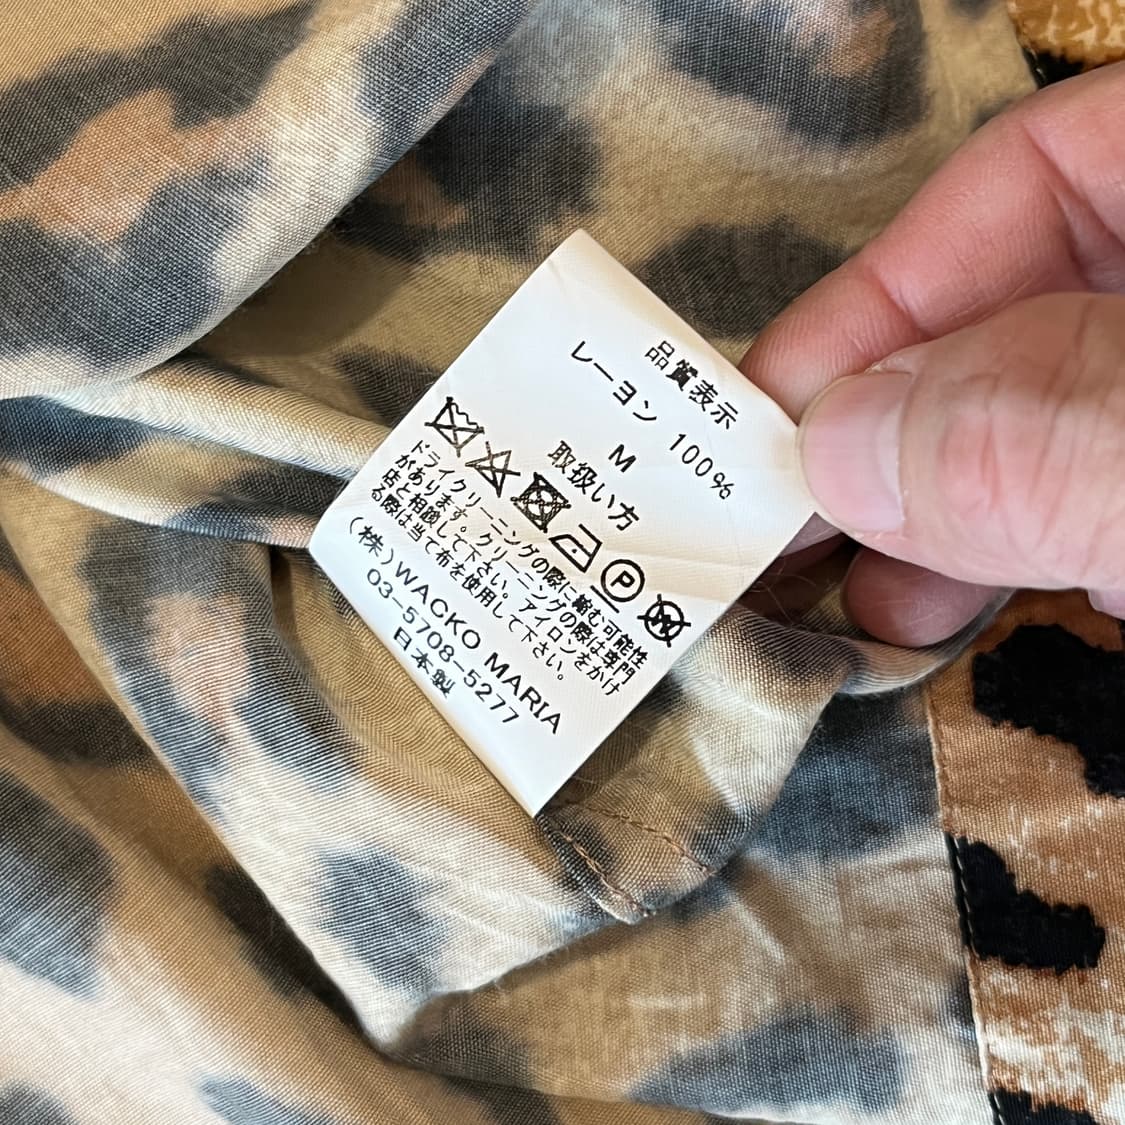 品質表示
レーヨン 100%
M
取扱い方
P
W
ドライクリーニングの際に縮む可能性
があります。クリーニングの際は専門
店と相談して下さい。アイロンをかけ
る際は当て布を使用して下さい。
(株)WACKO MARIA
03-5708-5277
日本製